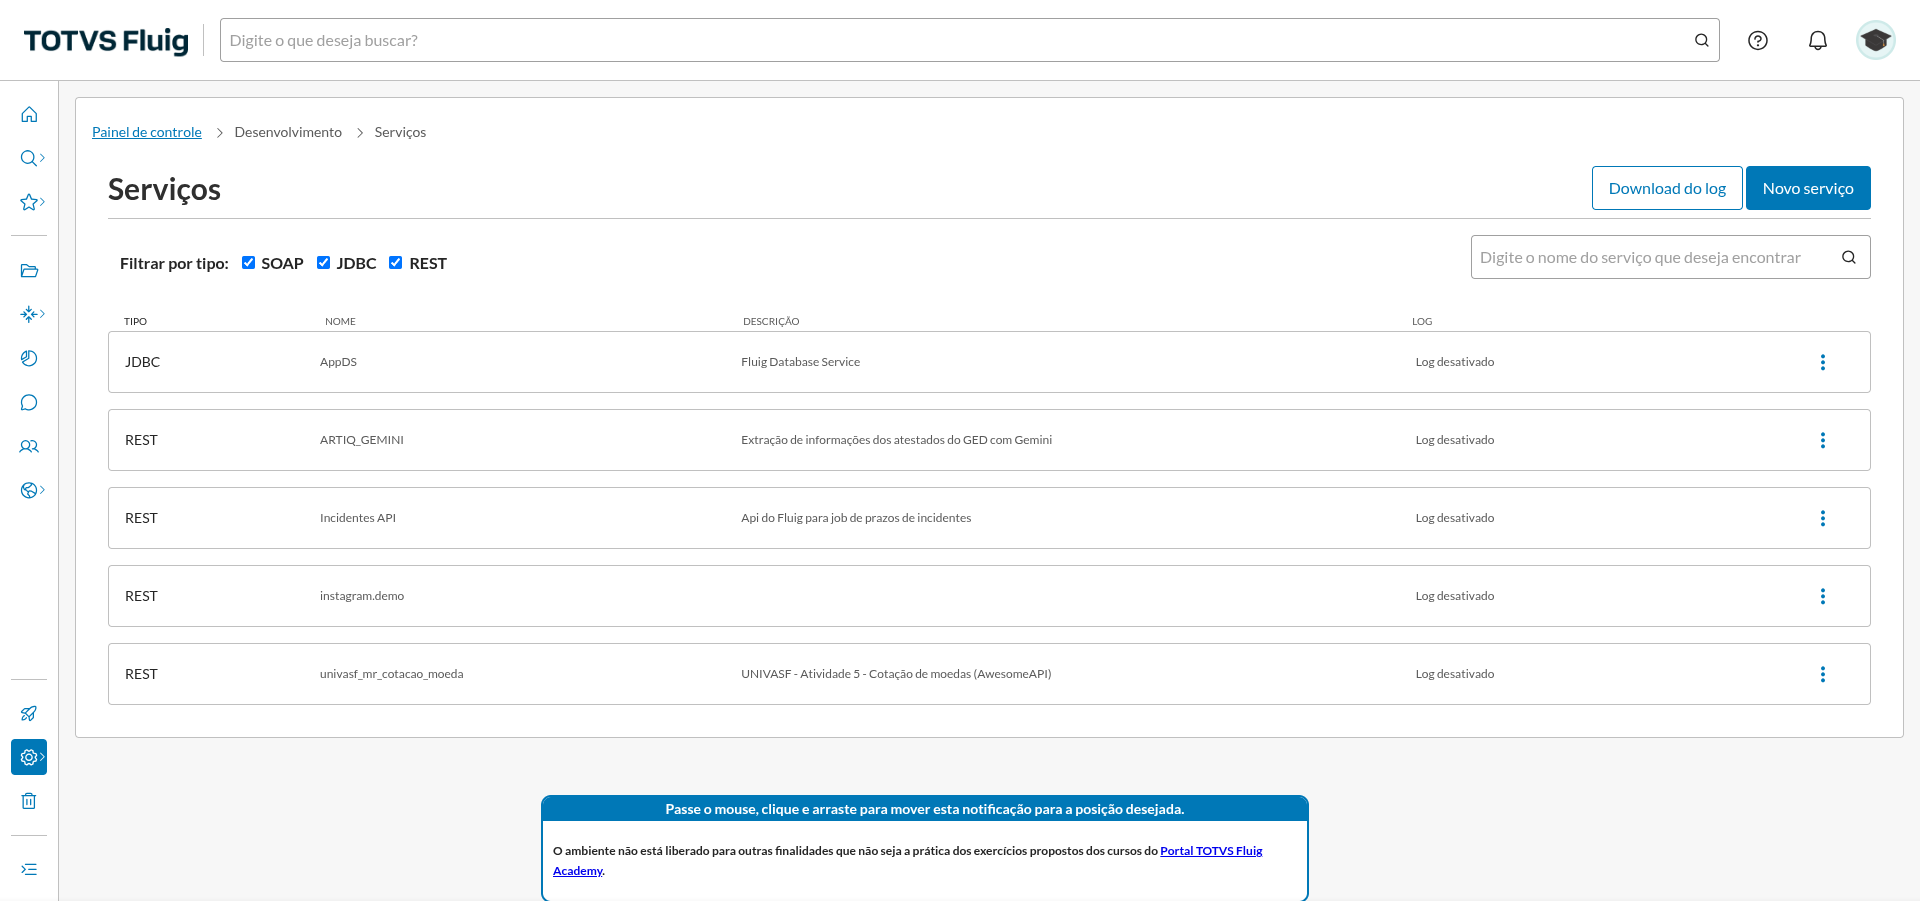 TOTVS Fluig
Digite o que deseja buscar?
Painel de controle > Desenvolvimento > Serviços
Serviços
Download do log
Novo serviço
Filtrar por tipo: SOAP JDBC REST
Digite o nome do serviço que deseja encontrar
TIPO NOME DESCRIÇÃO LOG
JDBC AppDS Fluig Database Service Log desativado
REST ARTIQ_GEMINI Extração de informações dos atestados do GED com Gemini Log desativado
REST Incidentes API Api do Fluig para job de prazos de incidentes Log desativado
REST instagram.demo Log desativado
REST univasf_mr_cotacao_moeda UNIVASF - Atividade 5 - Cotação de moedas (AwesomeAPI) Log desativado
Passe o mouse, clique e arraste para mover esta notificação para a posição desejada.
O ambiente não está liberado para outras finalidades que não seja a prática dos exercícios propostos dos cursos do Portal TOTVS Fluig
Academy.